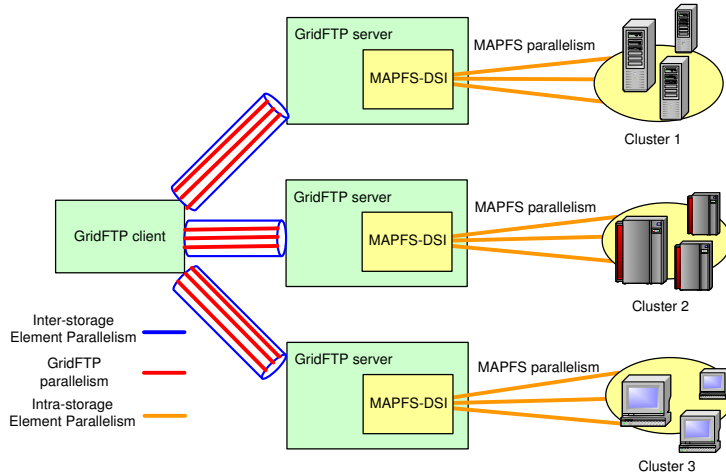 GridFTP server
MAPFS-DSI
MAPFS parallelism
Cluster 1
GridFTP client
GridFTP server
MAPFS-DSI
MAPFS parallelism
Cluster 2
Inter-storage
Element Parallelism
GridFTP
parallelism
Intra-storage
Element Parallelism
GridFTP server
MAPFS-DSI
MAPFS parallelism
Cluster 3